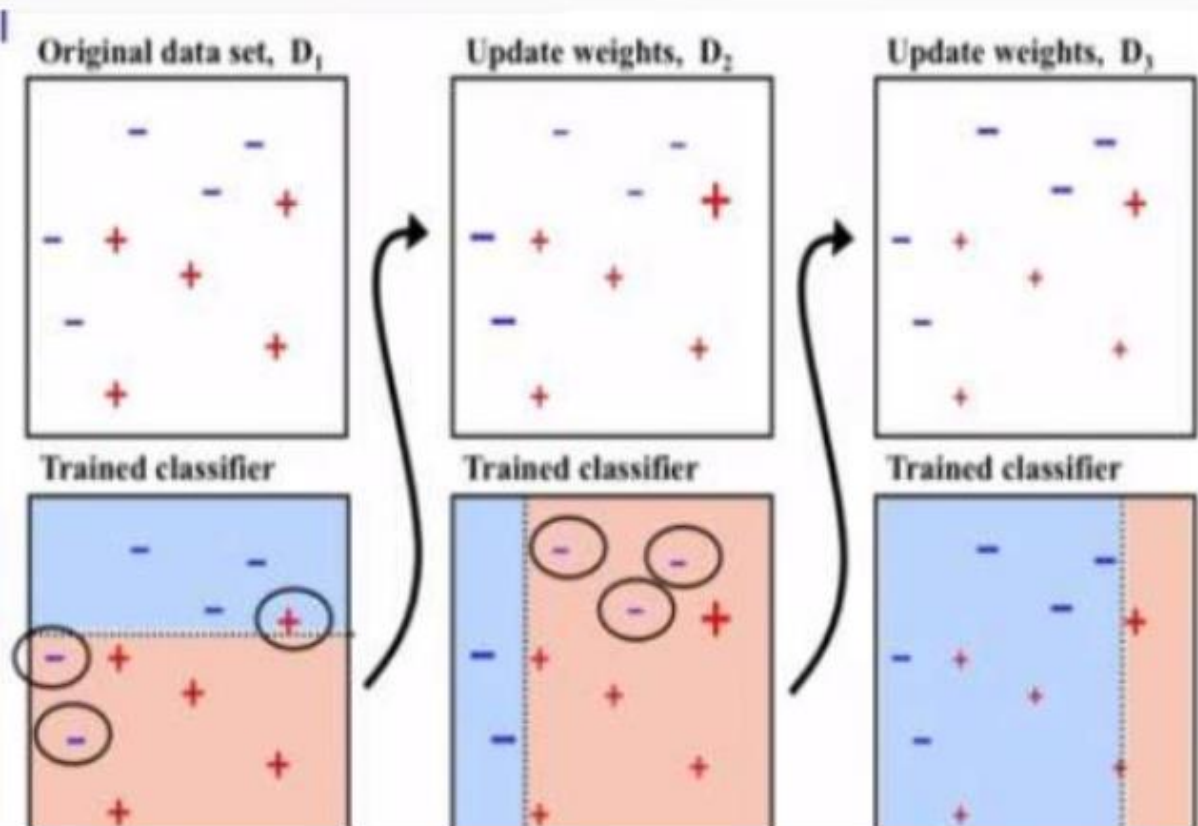 Original data set, D₁
Update weights, D₂
Update weights, D₃
Trained classifier
Trained classifier
Trained classifier